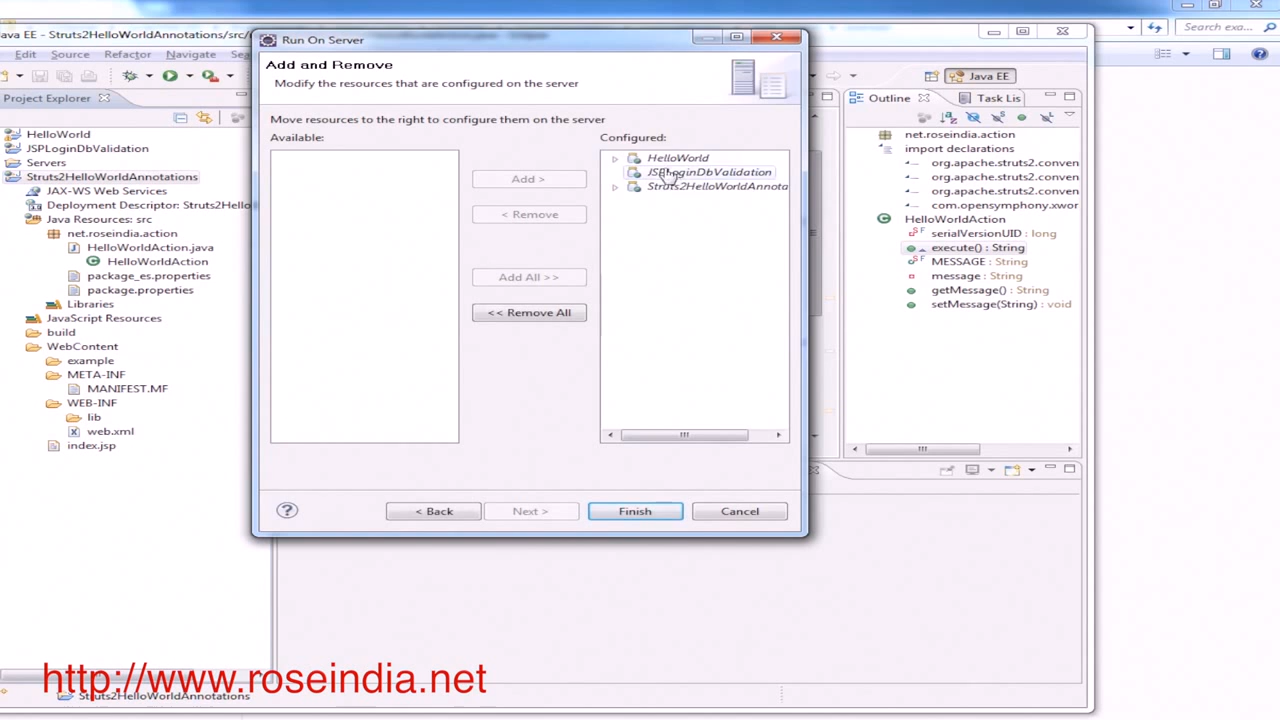 Run On Server
Java EE - Struts2HelloWorldAnnotations/src/
Search exa...
Edit Source Refactor Navigate Sea
Add and Remove
Modify the resources that are configured on the server
Java EE
Project Explorer
HelloWorld
JSPLoginDbValidation
Servers
Struts2HelloWorldAnnotations
JAX-WS Web Services
Deployment Descriptor: Struts2Hello
Java Resources: src
net.roseindia.action
HelloWorldAction.java
HelloWorldAction
package_es.properties
package.properties
Libraries
JavaScript Resources
build
WebContent
example
META-INF
MANIFEST.MF
WEB-INF
lib
web.xml
index.jsp
Move resources to the right to configure them on the server
Available:
Configured:
Add >
< Remove
Add All >>
<< Remove All
HelloWorld
JSPLoginDbValidation
Struts2HelloWorldAnnota
?
< Back
Next >
Finish
Cancel
Outline
Task Lis
net.roseindia.action
import declarations
org.apache.struts2.conven
org.apache.struts2.conven
org.apache.struts2.conven
com.opensymphony.xwor
HelloWorldAction
serialVersionUID : long
execute() : String
MESSAGE : String
message : String
getMessage() : String
setMessage(String) : void
http://www.roseindia.net
Struts2HelloWorldAnnotations